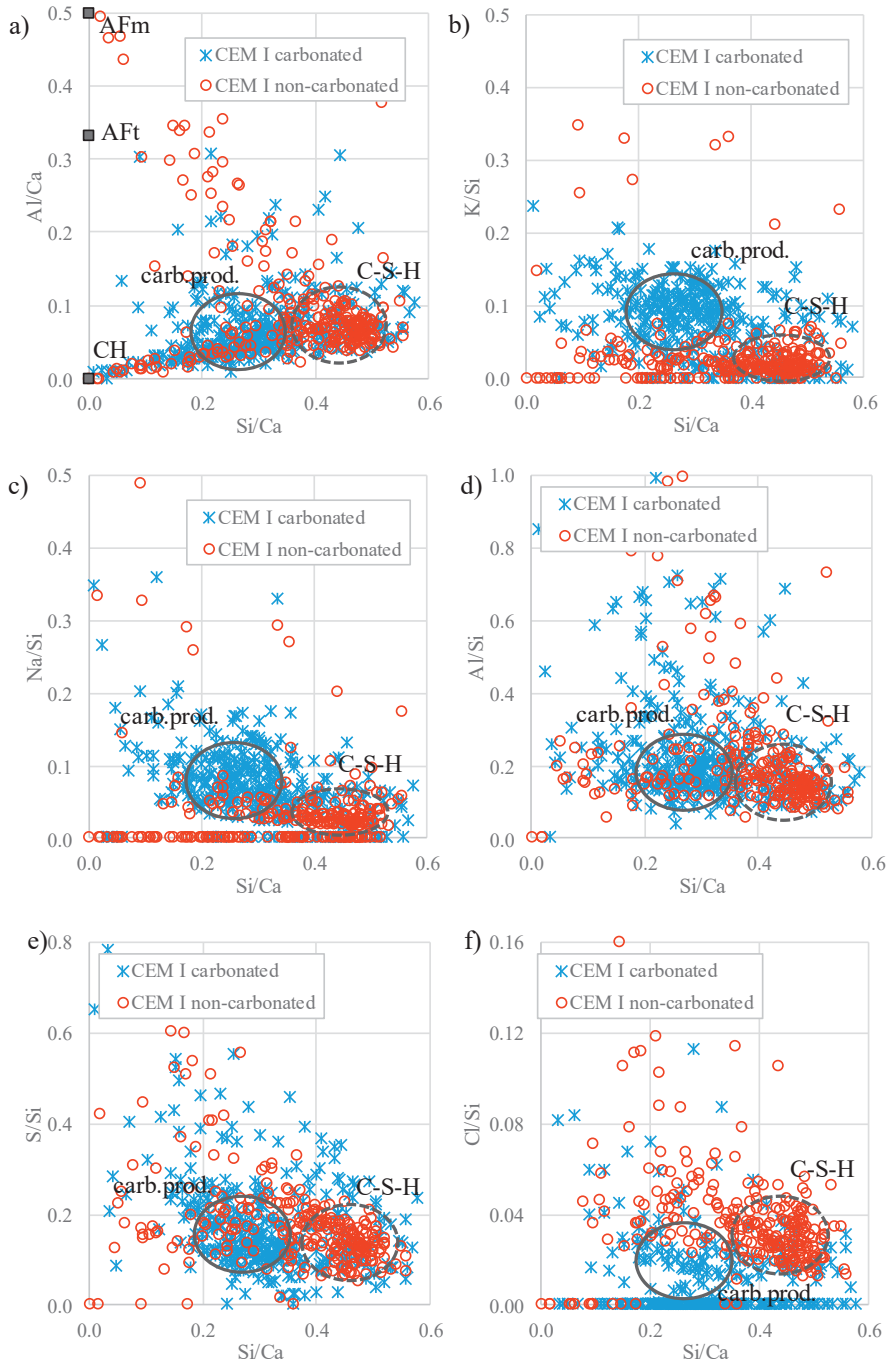 a)
0.5
0.4
0.3
0.2
0.1
0.0
Al/Ca
AFm
AFt
CH
CEM I carbonated
CEM I non-carbonated
carb.prod.
C-S-H
0.0 0.2 0.4 0.6
Si/Ca
b)
0.5
0.4
0.3
0.2
0.1
0.0
K/Si
CEM I carbonated
CEM I non-carbonated
carb.prod.
C-S-H
0.0 0.2 0.4 0.6
Si/Ca
c)
0.5
0.4
0.3
0.2
0.1
0.0
Na/Si
CEM I carbonated
CEM I non-carbonated
carb.prod.
C-S-H
0.0 0.2 0.4 0.6
Si/Ca
d)
1.0
0.8
0.6
0.4
0.2
0.0
Al/Si
CEM I carbonated
CEM I non-carbonated
carb.prod.
C-S-H
0.0 0.2 0.4 0.6
Si/Ca
e)
0.8
0.6
0.4
0.2
0.0
S/Si
CEM I carbonated
CEM I non-carbonated
carb.prod.
C-S-H
0.0 0.2 0.4 0.6
Si/Ca
f)
0.16
0.12
0.08
0.04
0.00
Cl/Si
CEM I carbonated
CEM I non-carbonated
C-S-H
carb.prod.
0.0 0.2 0.4 0.6
Si/Ca